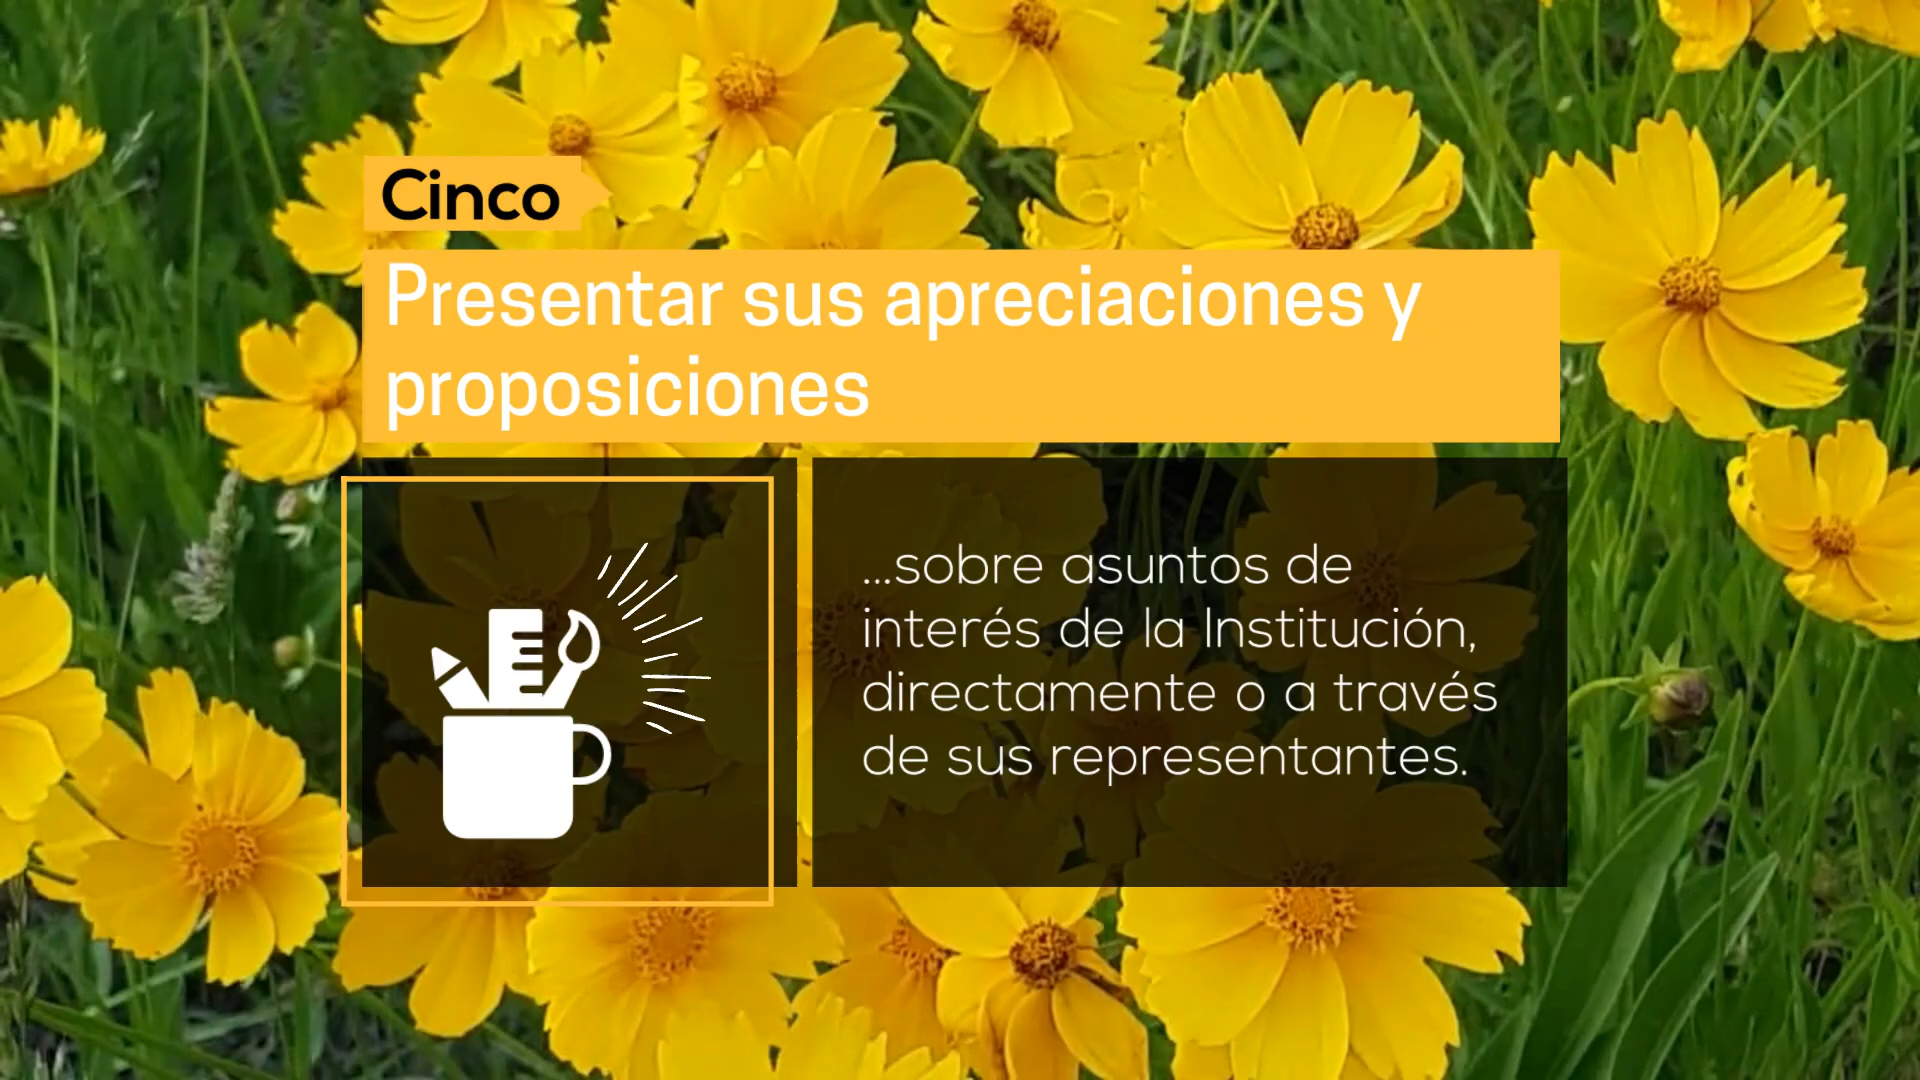 Cinco
Presentar sus apreciaciones y
proposiciones
...sobre asuntos de
interés de la Institución,
directamente o a través
de sus representantes.